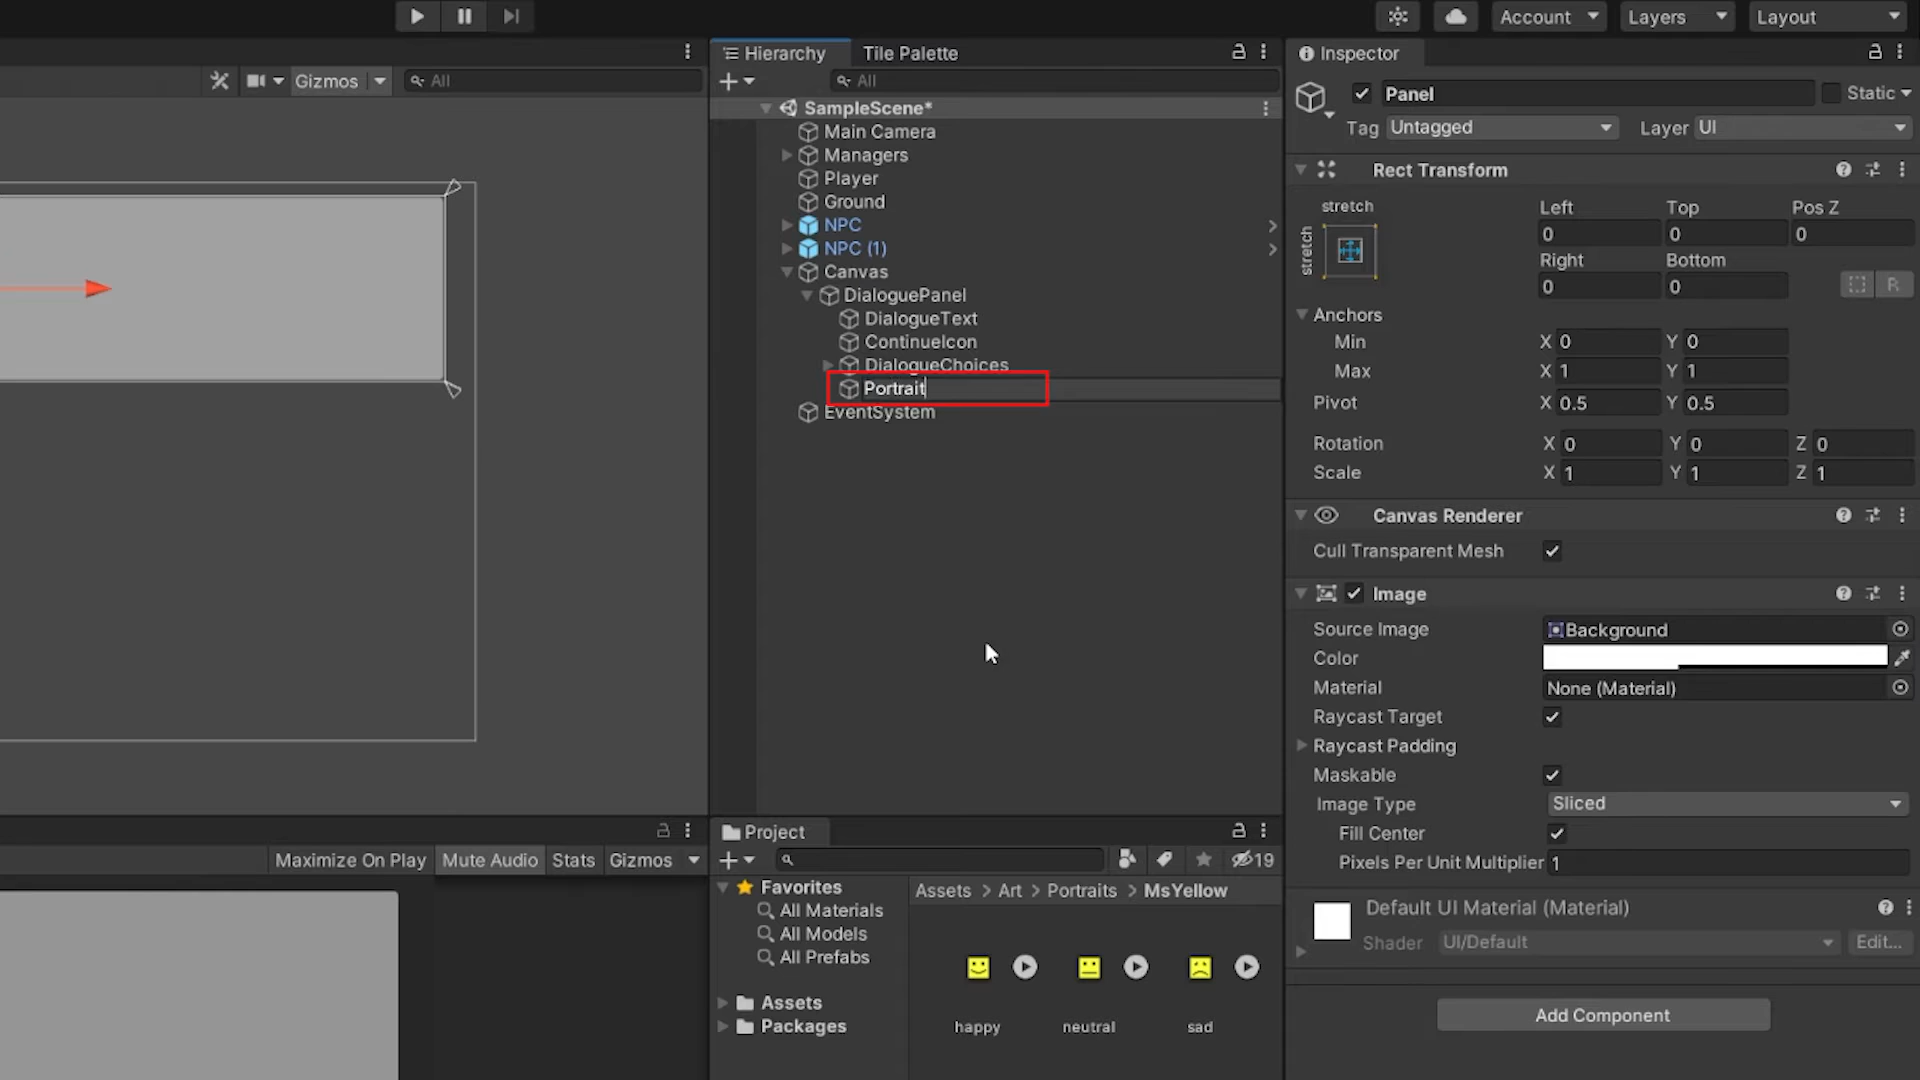 Account
Layers
Layout
Hierarchy
Tile Palette
Inspector
Gizmos
All
All
SampleScene*
Main Camera
Managers
Player
Ground
NPC
NPC (1)
Canvas
DialoguePanel
DialogueText
ContinueIcon
DialogueChoices
Portrait
EventSystem
Panel
Static
Tag Untagged
Layer UI
Rect Transform
stretch
stretch
Left Top Pos Z
0 0 0
Right Bottom
0 0
R
Anchors
Min X 0 Y 0
Max X 1 Y 1
Pivot X 0.5 Y 0.5
Rotation X 0 Y 0 Z 0
Scale X 1 Y 1 Z 1
Canvas Renderer
Cull Transparent Mesh
Image
Source Image Background
Color
Material None (Material)
Raycast Target
Raycast Padding
Maskable
Image Type Sliced
Fill Center
Pixels Per Unit Multiplier 1
Default UI Material (Material)
Shader UI/Default Edit...
Add Component
Maximize On Play Mute Audio Stats Gizmos
Project
19
Favorites
All Materials
All Models
All Prefabs
Assets
Packages
Assets > Art > Portraits > MsYellow
happy neutral sad